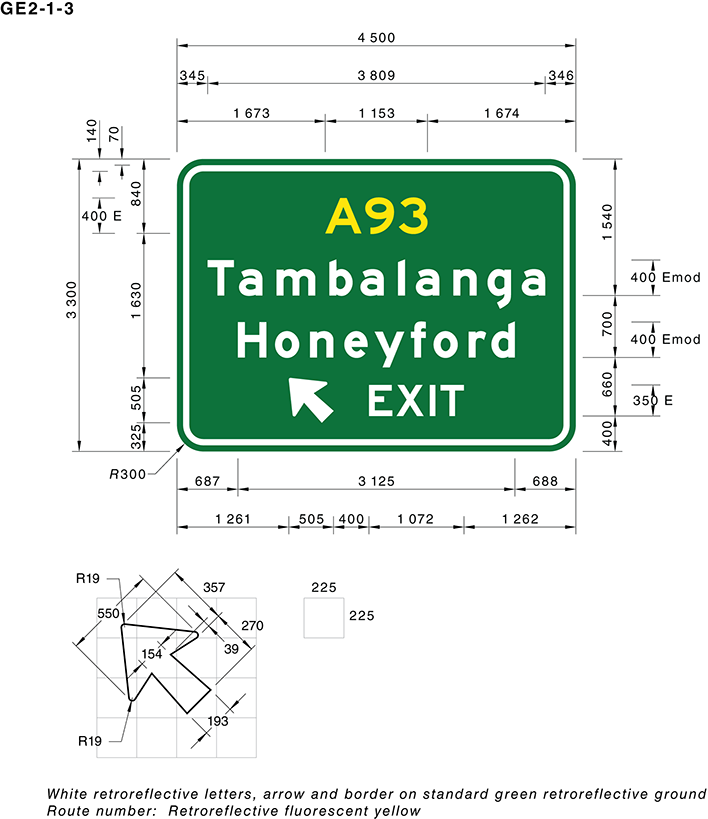 GE2-1-3
4 500
345 3 809 346
1 673 1 153 1 674
140 70
840
400 E
3 300
1 630
505
325
R300
A93
Tambalanga
Honeyford
EXIT
1 540
400 Emod
700
400 Emod
660
350 E
400
687 3 125 688
1 261 505 400 1 072 1 262
R19
357
550
270
154
39
193
R19
225
225
White retroreflective letters, arrow and border on standard green retroreflective ground
Route number: Retroreflective fluorescent yellow